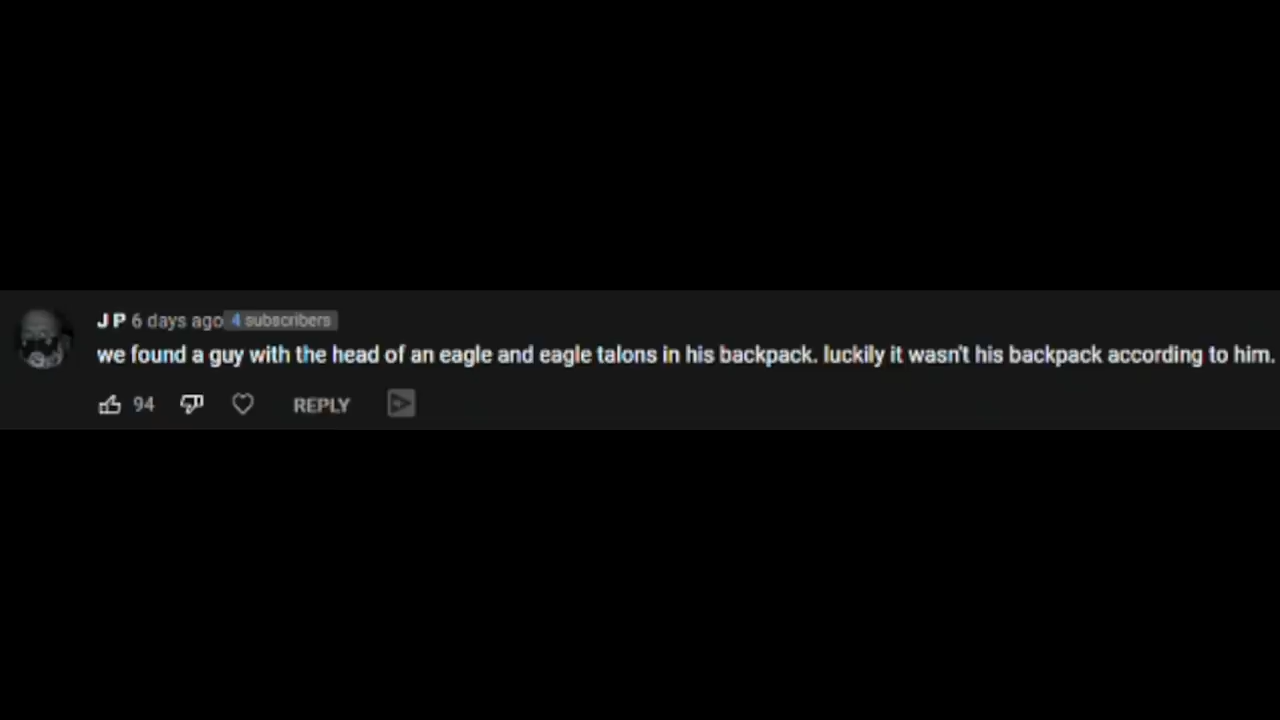 J P 6 days ago 4 subscribers
we found a guy with the head of an eagle and eagle talons in his backpack. luckily it wasn't his backpack according to him.
94 REPLY